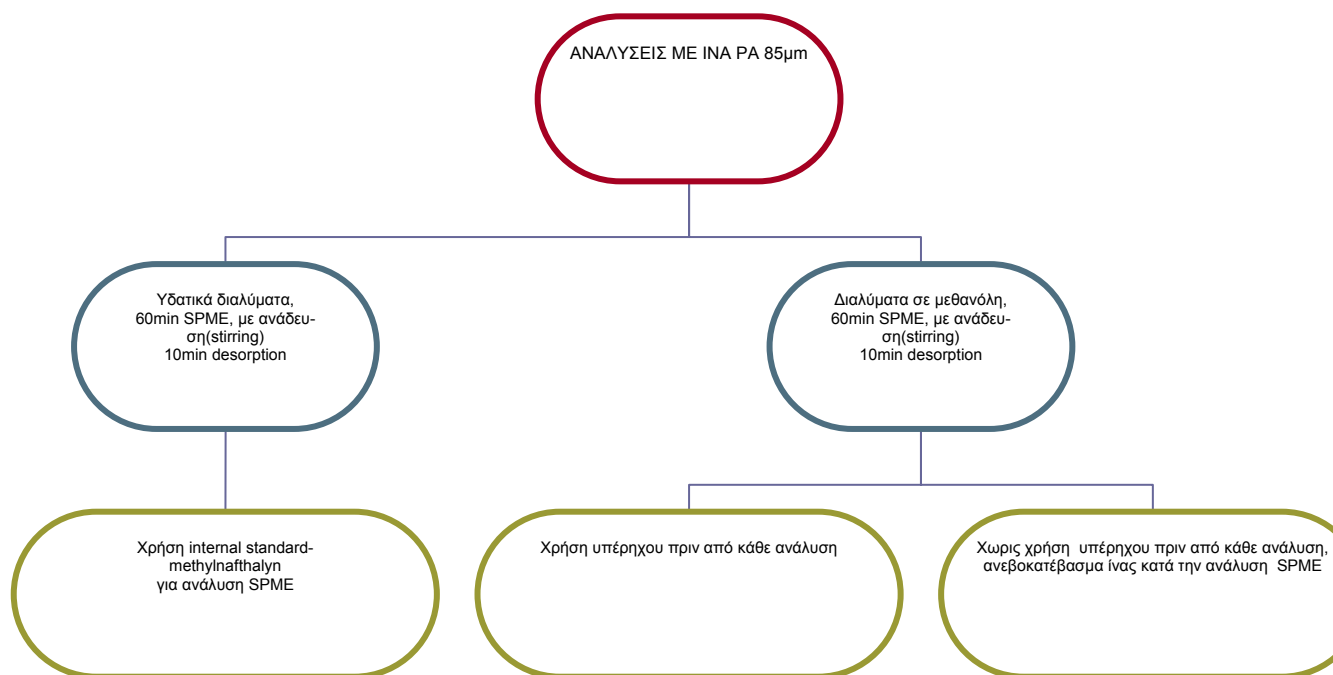 ΑΝΑΛΥΣΕΙΣ ΜΕ ΙΝΑ PA 85μm
Υδατικά διαλύματα,
60min SPME, με ανάδευ-
ση(stirring)
10min desorption
Διαλύματα σε μεθανόλη,
60min SPME, με ανάδευ-
ση(stirring)
10min desorption
Χρήση internal standard-
methylnafthalyn
για ανάλυση SPME
Χρήση υπέρηχου πριν από κάθε ανάλυση
Χωρις χρήση υπέρηχου πριν από κάθε ανάλυση,
ανεβοκατέβασμα ίνας κατά την ανάλυση SPME